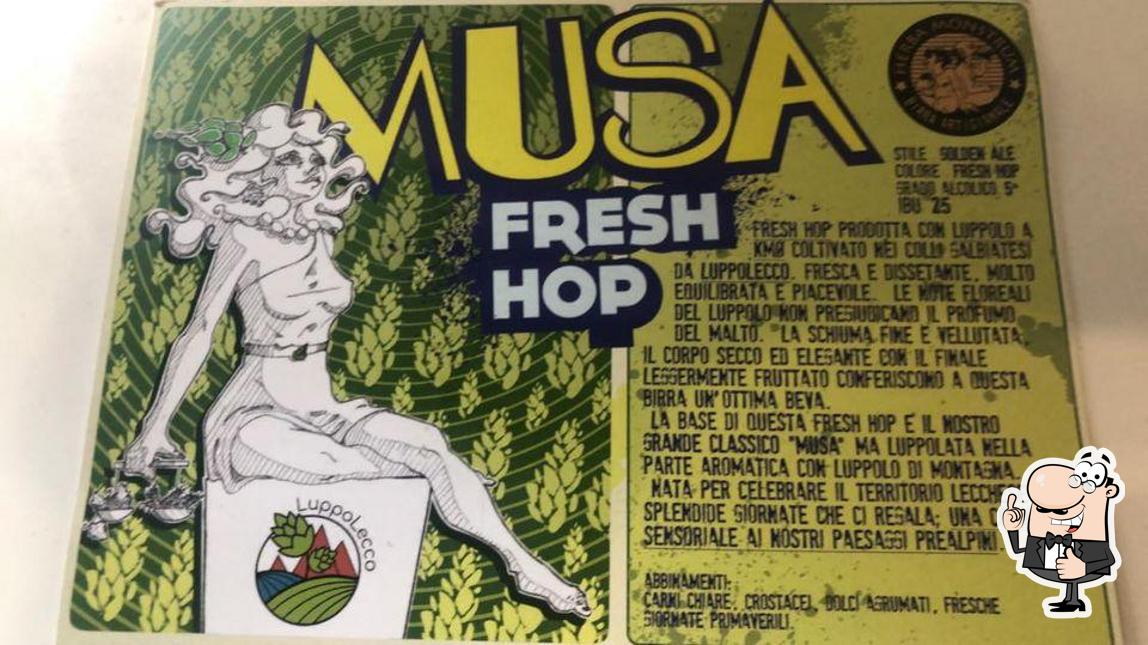 MUSA
FRESH
HOP
BIRRA ARTIGIANALE
STILE GOLDEN ALE
COLORE FRESH HOP
GRADO ALCOLICO 5°
IBU 25
FRESH HOP PRODOTTA CON LUPPOLO A
KM0 COLTIVATO NEI COLLI GALBIATESI
DA LUPPOLECCO. FRESCA E DISSETANTE, MOLTO
EQUILIBRATA E PIACEVOLE. LE NOTE FLOREALI
DEL LUPPOLO NON PREGIUDICANO IL PROFUMO
DEL MALTO. LA SCHIUMA FINE E VELLUTATA,
IL CORPO SECCO ED ELEGANTE CON IL FINALE
LEGGERMENTE FRUTTATO CONFERISCONO A QUESTA
BIRRA UN'OTTIMA BEVA.
LA BASE DI QUESTA FRESH HOP E' IL NOSTRO
GRANDE CLASSICO "MUSA" MA LUPPOLATA NELLA
PARTE AROMATICA CON LUPPOLO DI MONTAGNA.
NATA PER CELEBRARE IL TERRITORIO
SPLENDIDE GIORNATE CHE CI REGALA; UNA
SENSORIALE AI NOSTRI PAESAGGI PREALPINI
ABBINAMENTI:
CARNI CHIARE, CROSTACEI, DOLCI AGRUMATI, FRESCHE
GIORNATE PRIMAVERILI.
LuppoLecco